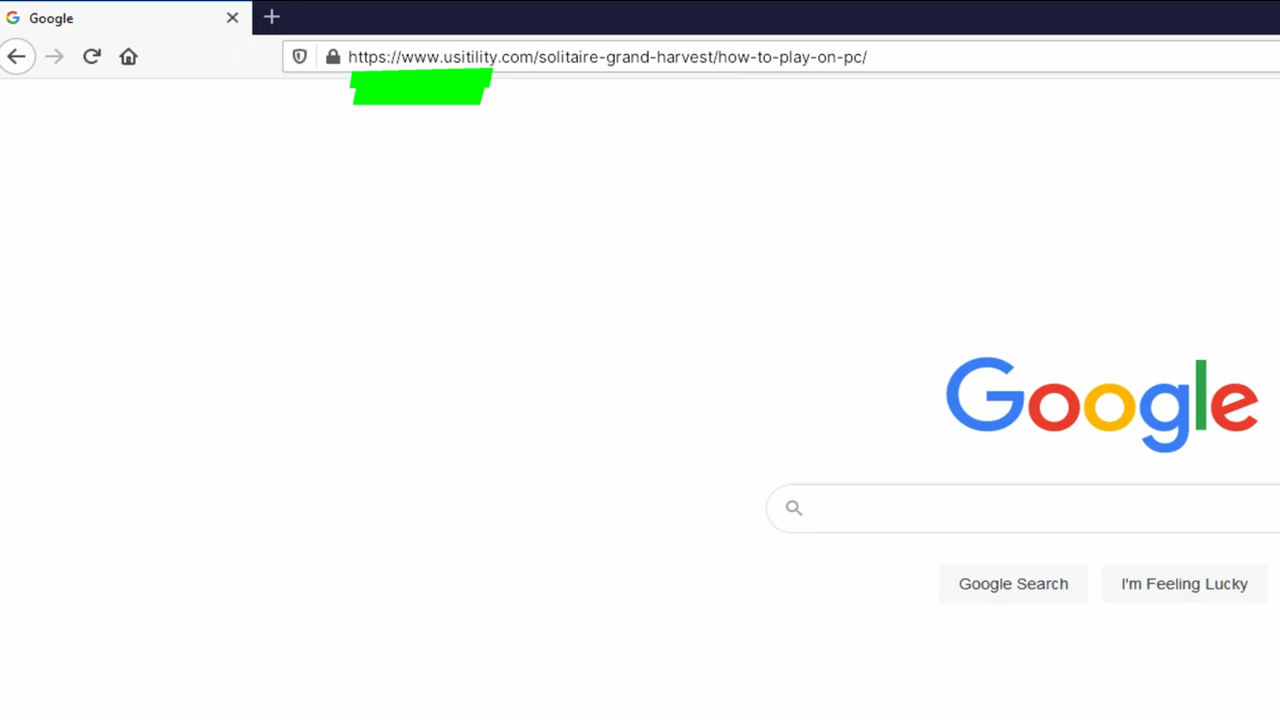 Google
https://www.usitility.com/solitaire-grand-harvest/how-to-play-on-pc/
Google
Google Search
I'm Feeling Lucky